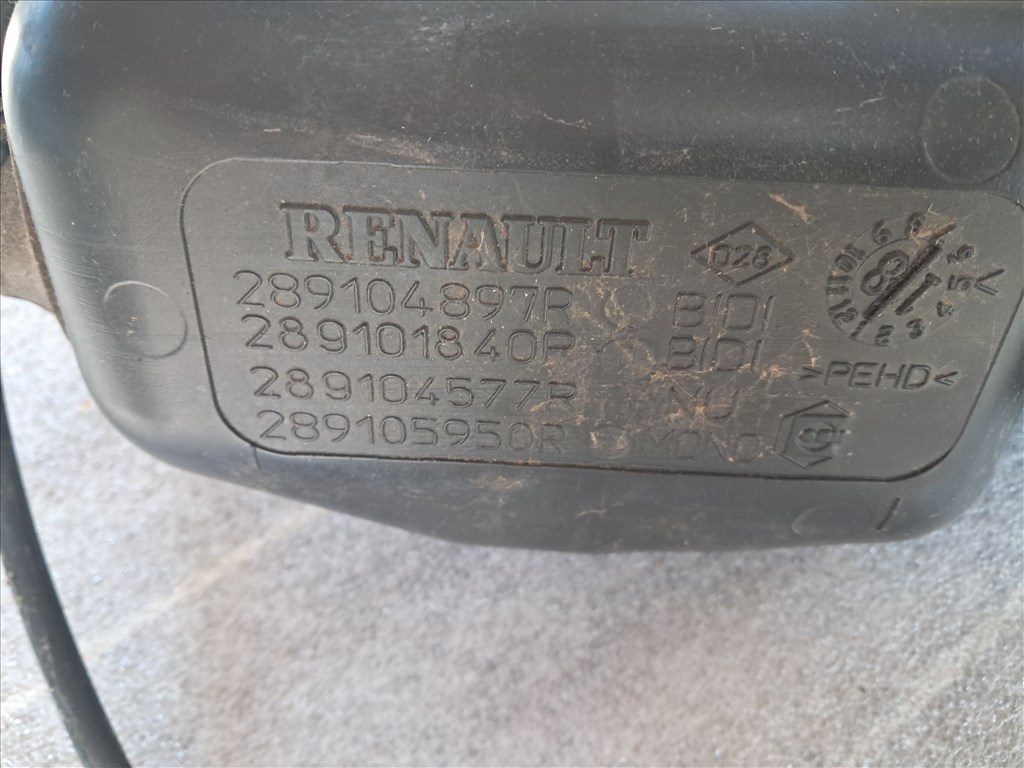 RENAULT
028
289104897R BIDI
289101840R BIDI
289104577R NU
289105950R MONO
>PEHD<